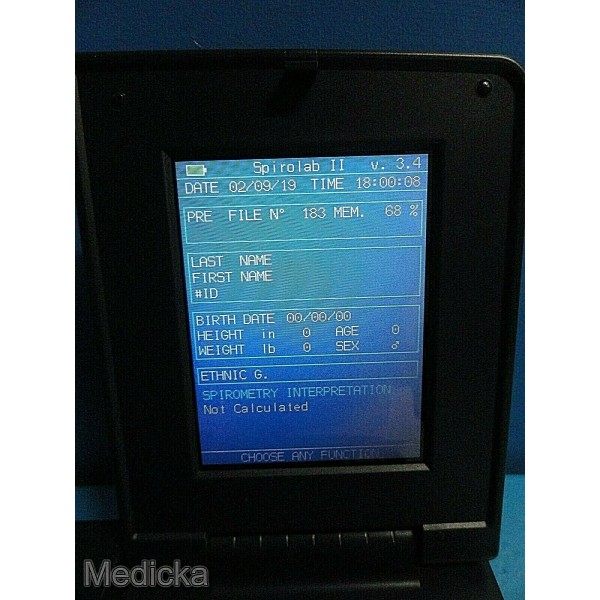 Spirolab II v. 3.4
DATE 02/09/19 TIME 18:00:08
PRE FILE N° 183 MEM. 68 %
LAST NAME
FIRST NAME
#ID
BIRTH DATE 00/00/00
HEIGHT in 0 AGE 0
WEIGHT lb 0 SEX ♂
ETHNIC G.
SPIROMETRY INTERPRETATION
Not Calculated
CHOOSE ANY FUNCTION
Medicka